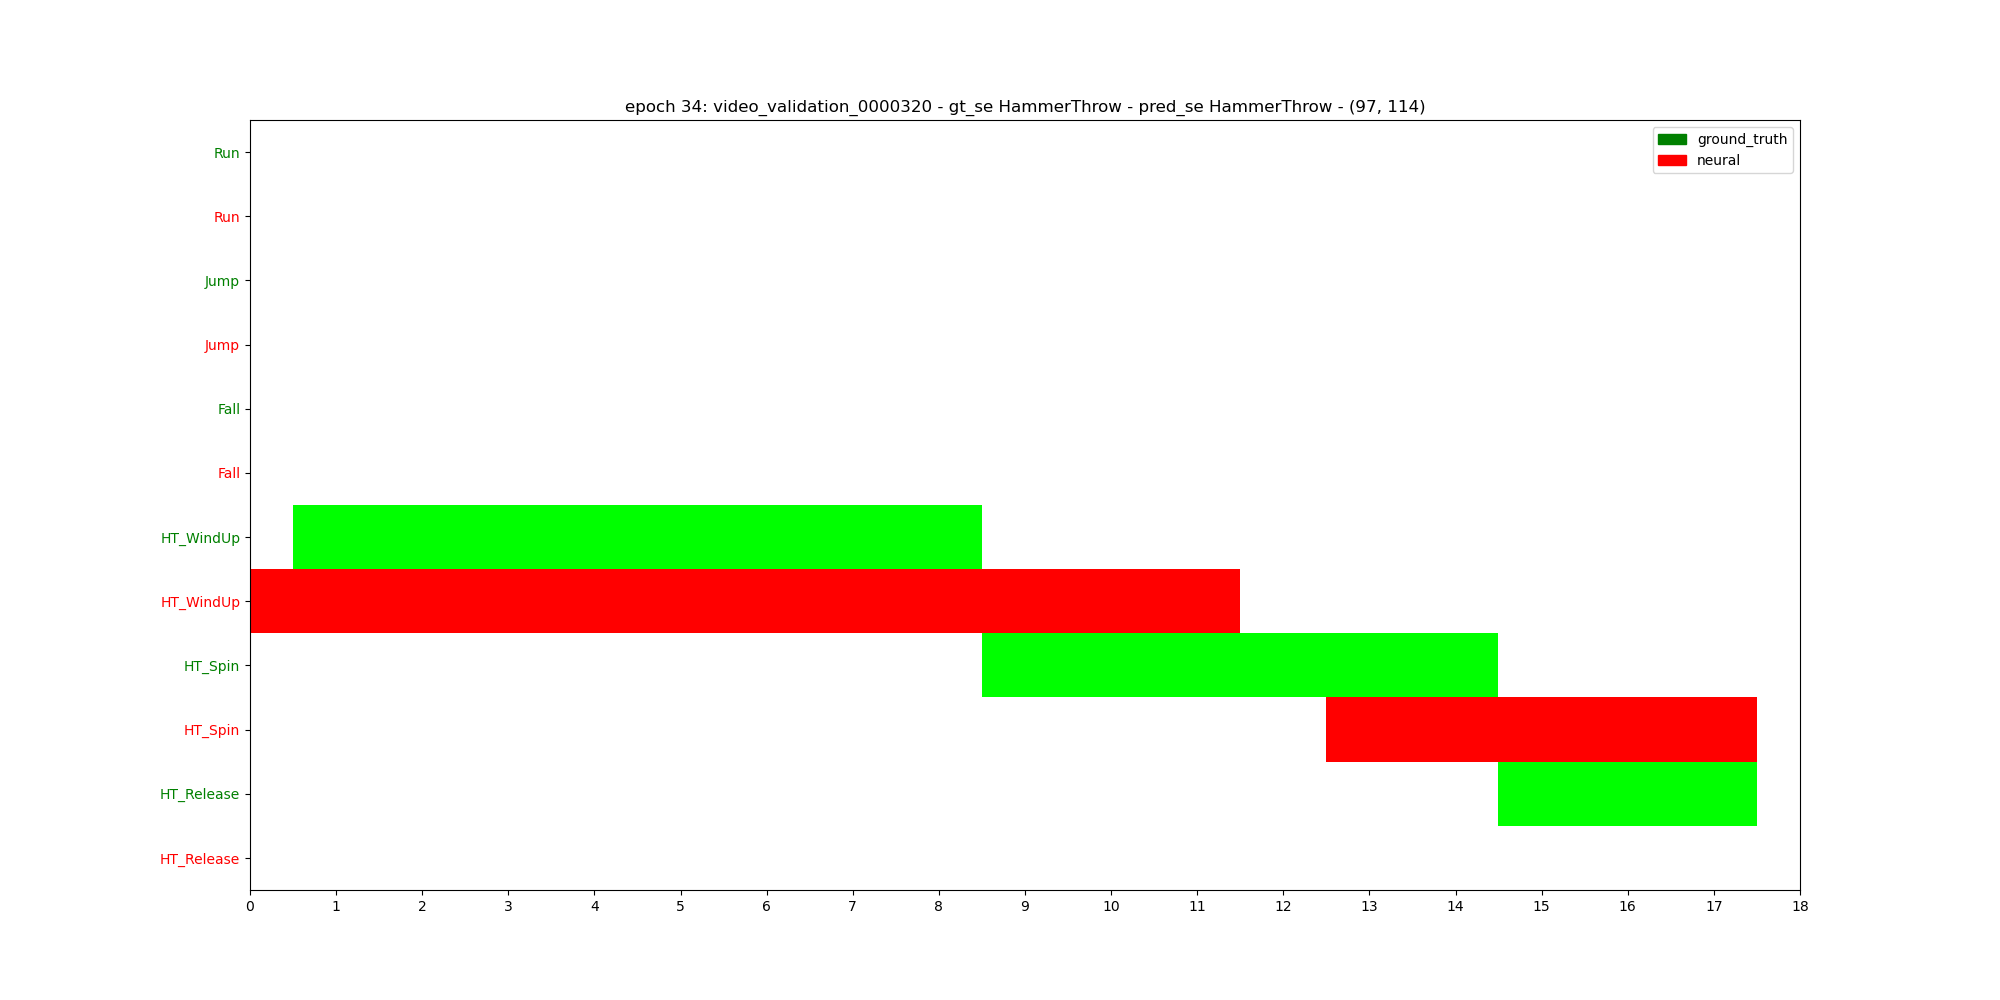 epoch 34: video_validation_0000320 - gt_se HammerThrow - pred_se HammerThrow - (97, 114)
ground_truth
neural
Run
Run
Jump
Jump
Fall
Fall
HT_WindUp
HT_WindUp
HT_Spin
HT_Spin
HT_Release
HT_Release
0 1 2 3 4 5 6 7 8 9 10 11 12 13 14 15 16 17 18